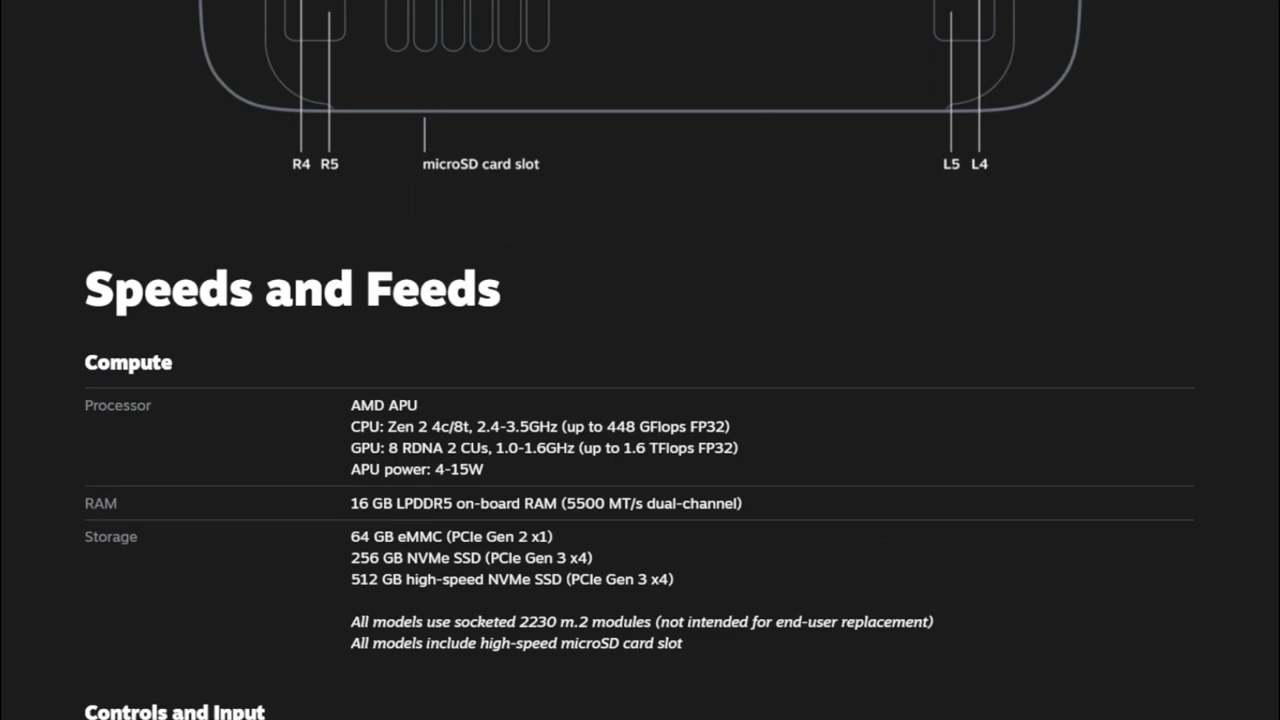 R4 R5 microSD card slot L5 L4
Speeds and Feeds
Compute
Processor AMD APU
CPU: Zen 2 4c/8t, 2.4-3.5GHz (up to 448 GFlops FP32)
GPU: 8 RDNA 2 CUs, 1.0-1.6GHz (up to 1.6 TFlops FP32)
APU power: 4-15W
RAM 16 GB LPDDR5 on-board RAM (5500 MT/s dual-channel)
Storage 64 GB eMMC (PCIe Gen 2 x1)
256 GB NVMe SSD (PCIe Gen 3 x4)
512 GB high-speed NVMe SSD (PCIe Gen 3 x4)
All models use socketed 2230 m.2 modules (not intended for end-user replacement)
All models include high-speed microSD card slot
Controls and Input